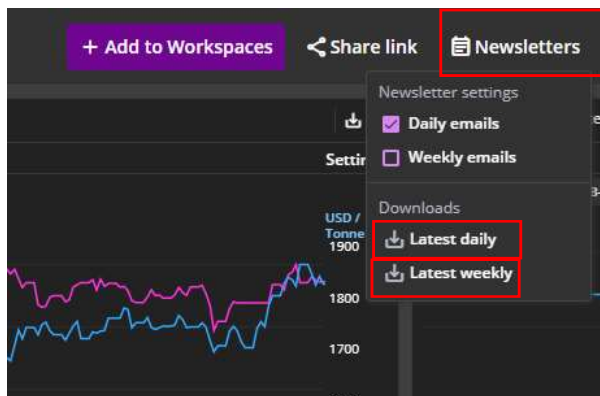 + Add to Workspaces
Share link
Newsletters
Newsletter settings
Daily emails
Weekly emails
Downloads
Latest daily
Latest weekly
USD /
Tonne
1900
1800
1700